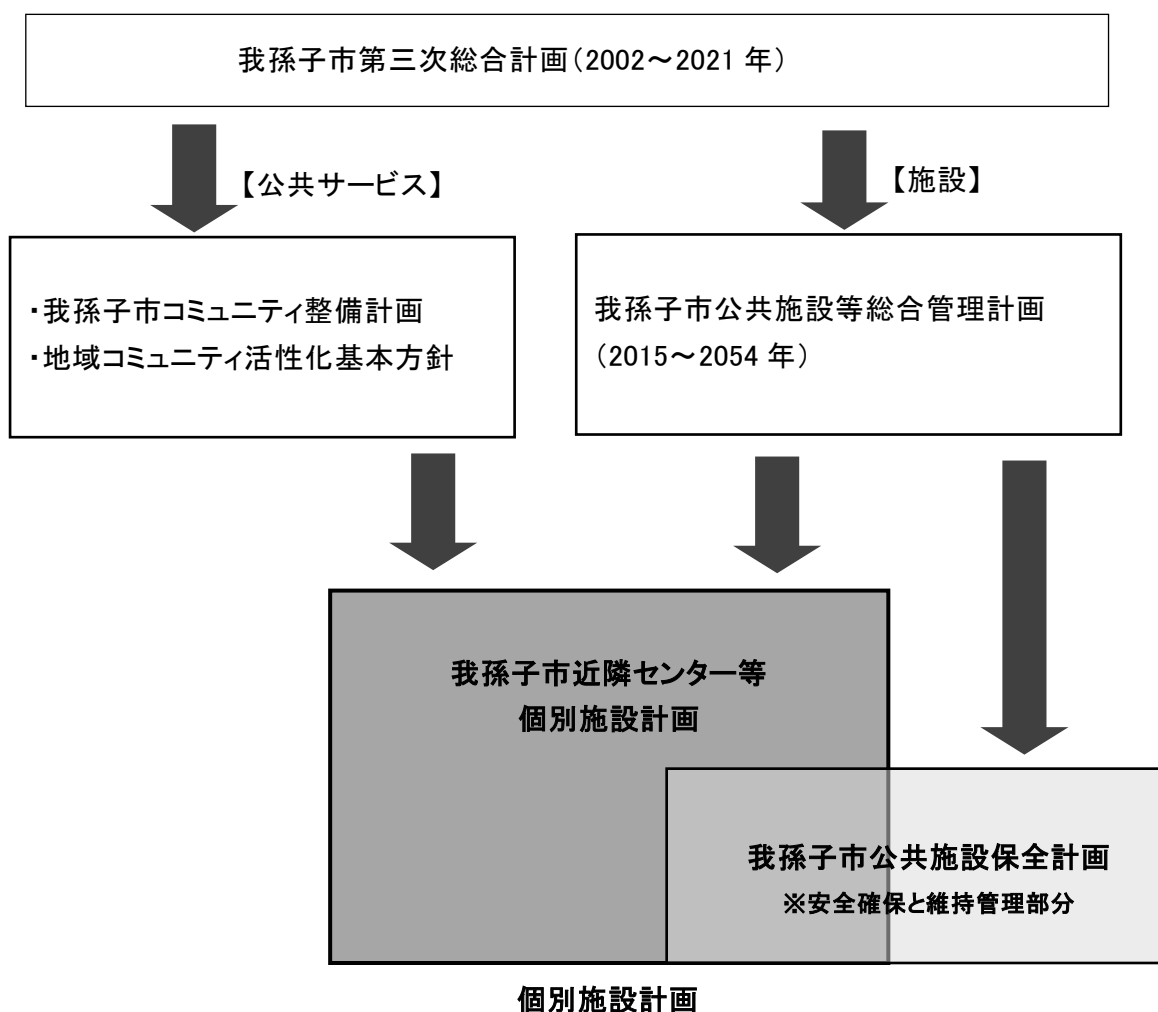 我孫子市第三次総合計画(2002～2021 年)
【公共サービス】
【施設】
・我孫子市コミュニティ整備計画
・地域コミュニティ活性化基本方針
我孫子市公共施設等総合管理計画
(2015～2054 年)
我孫子市近隣センター等
個別施設計画
我孫子市公共施設保全計画
※安全確保と維持管理部分
個別施設計画